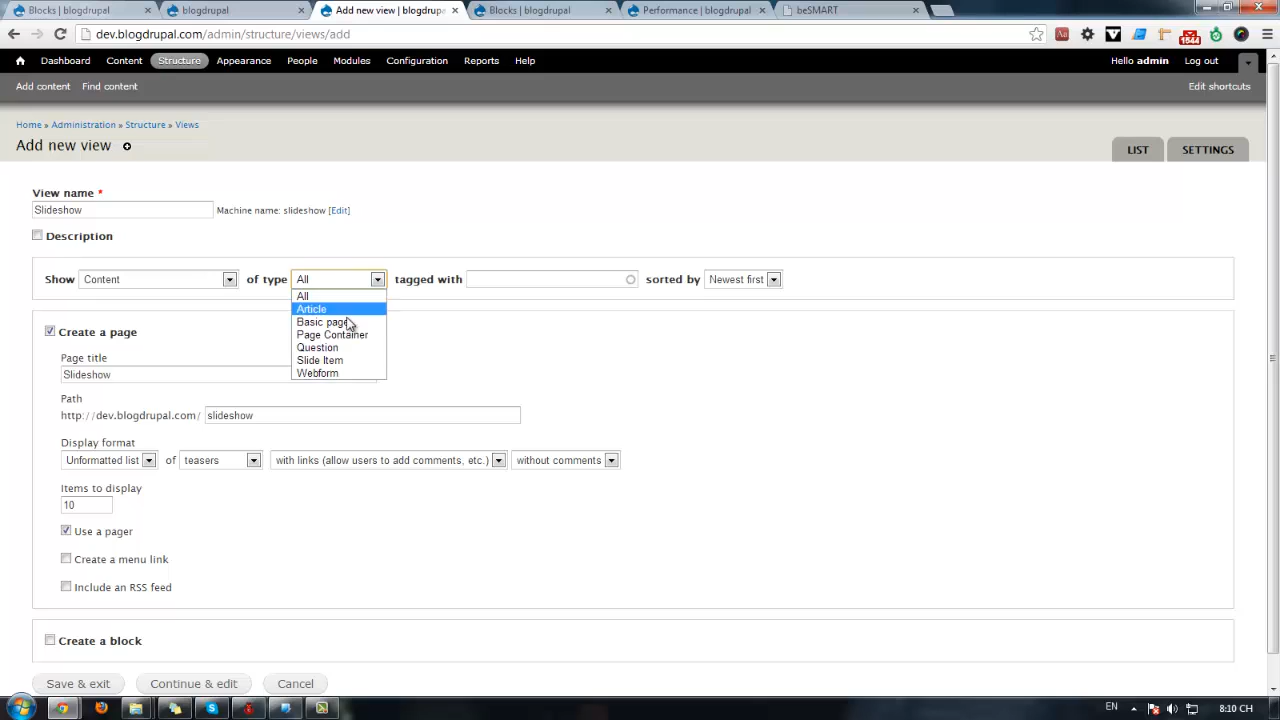 Blocks | blogdrupal
blogdrupal
Add new view | blogdrupal
Blocks | blogdrupal
Performance | blogdrupal
beSMART
dev.blogdrupal.com/admin/structure/views/add
1544
Dashboard Content Structure Appearance People Modules Configuration Reports Help
Hello admin Log out
Add content Find content
Edit shortcuts
Home » Administration » Structure » Views
Add new view
LIST SETTINGS
View name *
Slideshow
Machine name: slideshow [Edit]
Description
Show Content of type All tagged with sorted by Newest first
All
Article
Basic page
Page Container
Question
Slide Item
Webform
Create a page
Page title
Slideshow
Path
http://dev.blogdrupal.com/ slideshow
Display format
Unformatted list of teasers with links (allow users to add comments, etc.) without comments
Items to display
10
Use a pager
Create a menu link
Include an RSS feed
Create a block
Save & exit Continue & edit Cancel
EN 8:10 CH